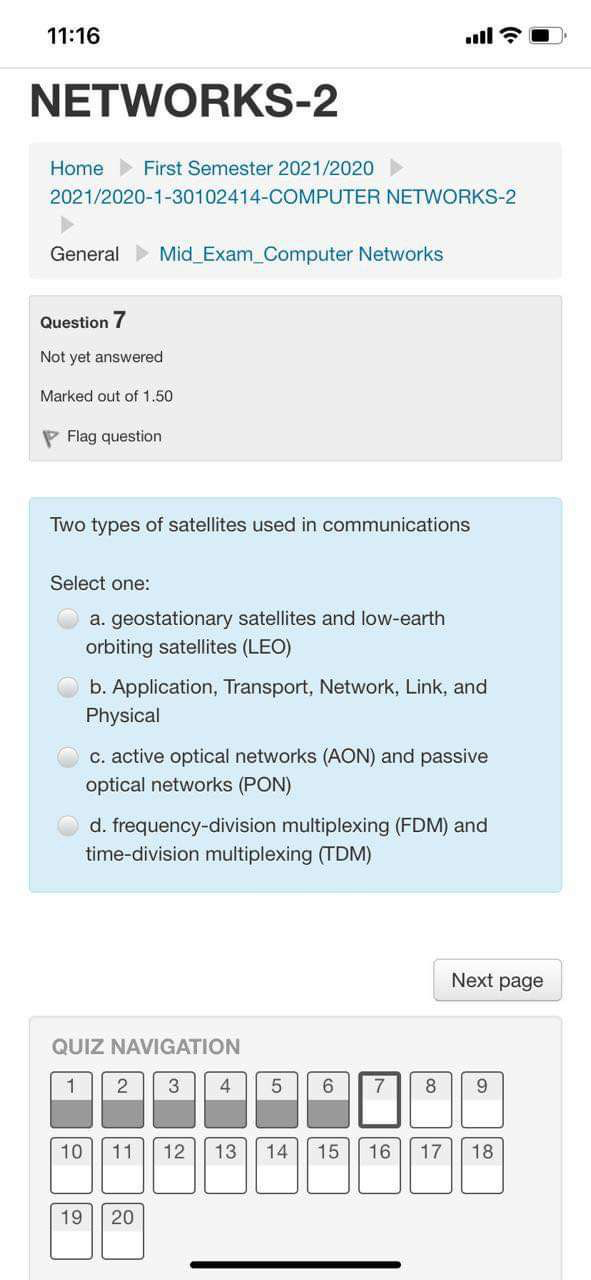 11:16
NETWORKS-2
Home First Semester 2021/2020
2021/2020-1-30102414-COMPUTER NETWORKS-2
General Mid_Exam_Computer Networks
Question 7
Not yet answered
Marked out of 1.50
Flag question
Two types of satellites used in communications
Select one:
a. geostationary satellites and low-earth
orbiting satellites (LEO)
b. Application, Transport, Network, Link, and
Physical
c. active optical networks (AON) and passive
optical networks (PON)
d. frequency-division multiplexing (FDM) and
time-division multiplexing (TDM)
Next page
QUIZ NAVIGATION
1 2 3 4 5 6 7 8 9
10 11 12 13 14 15 16 17 18
19 20